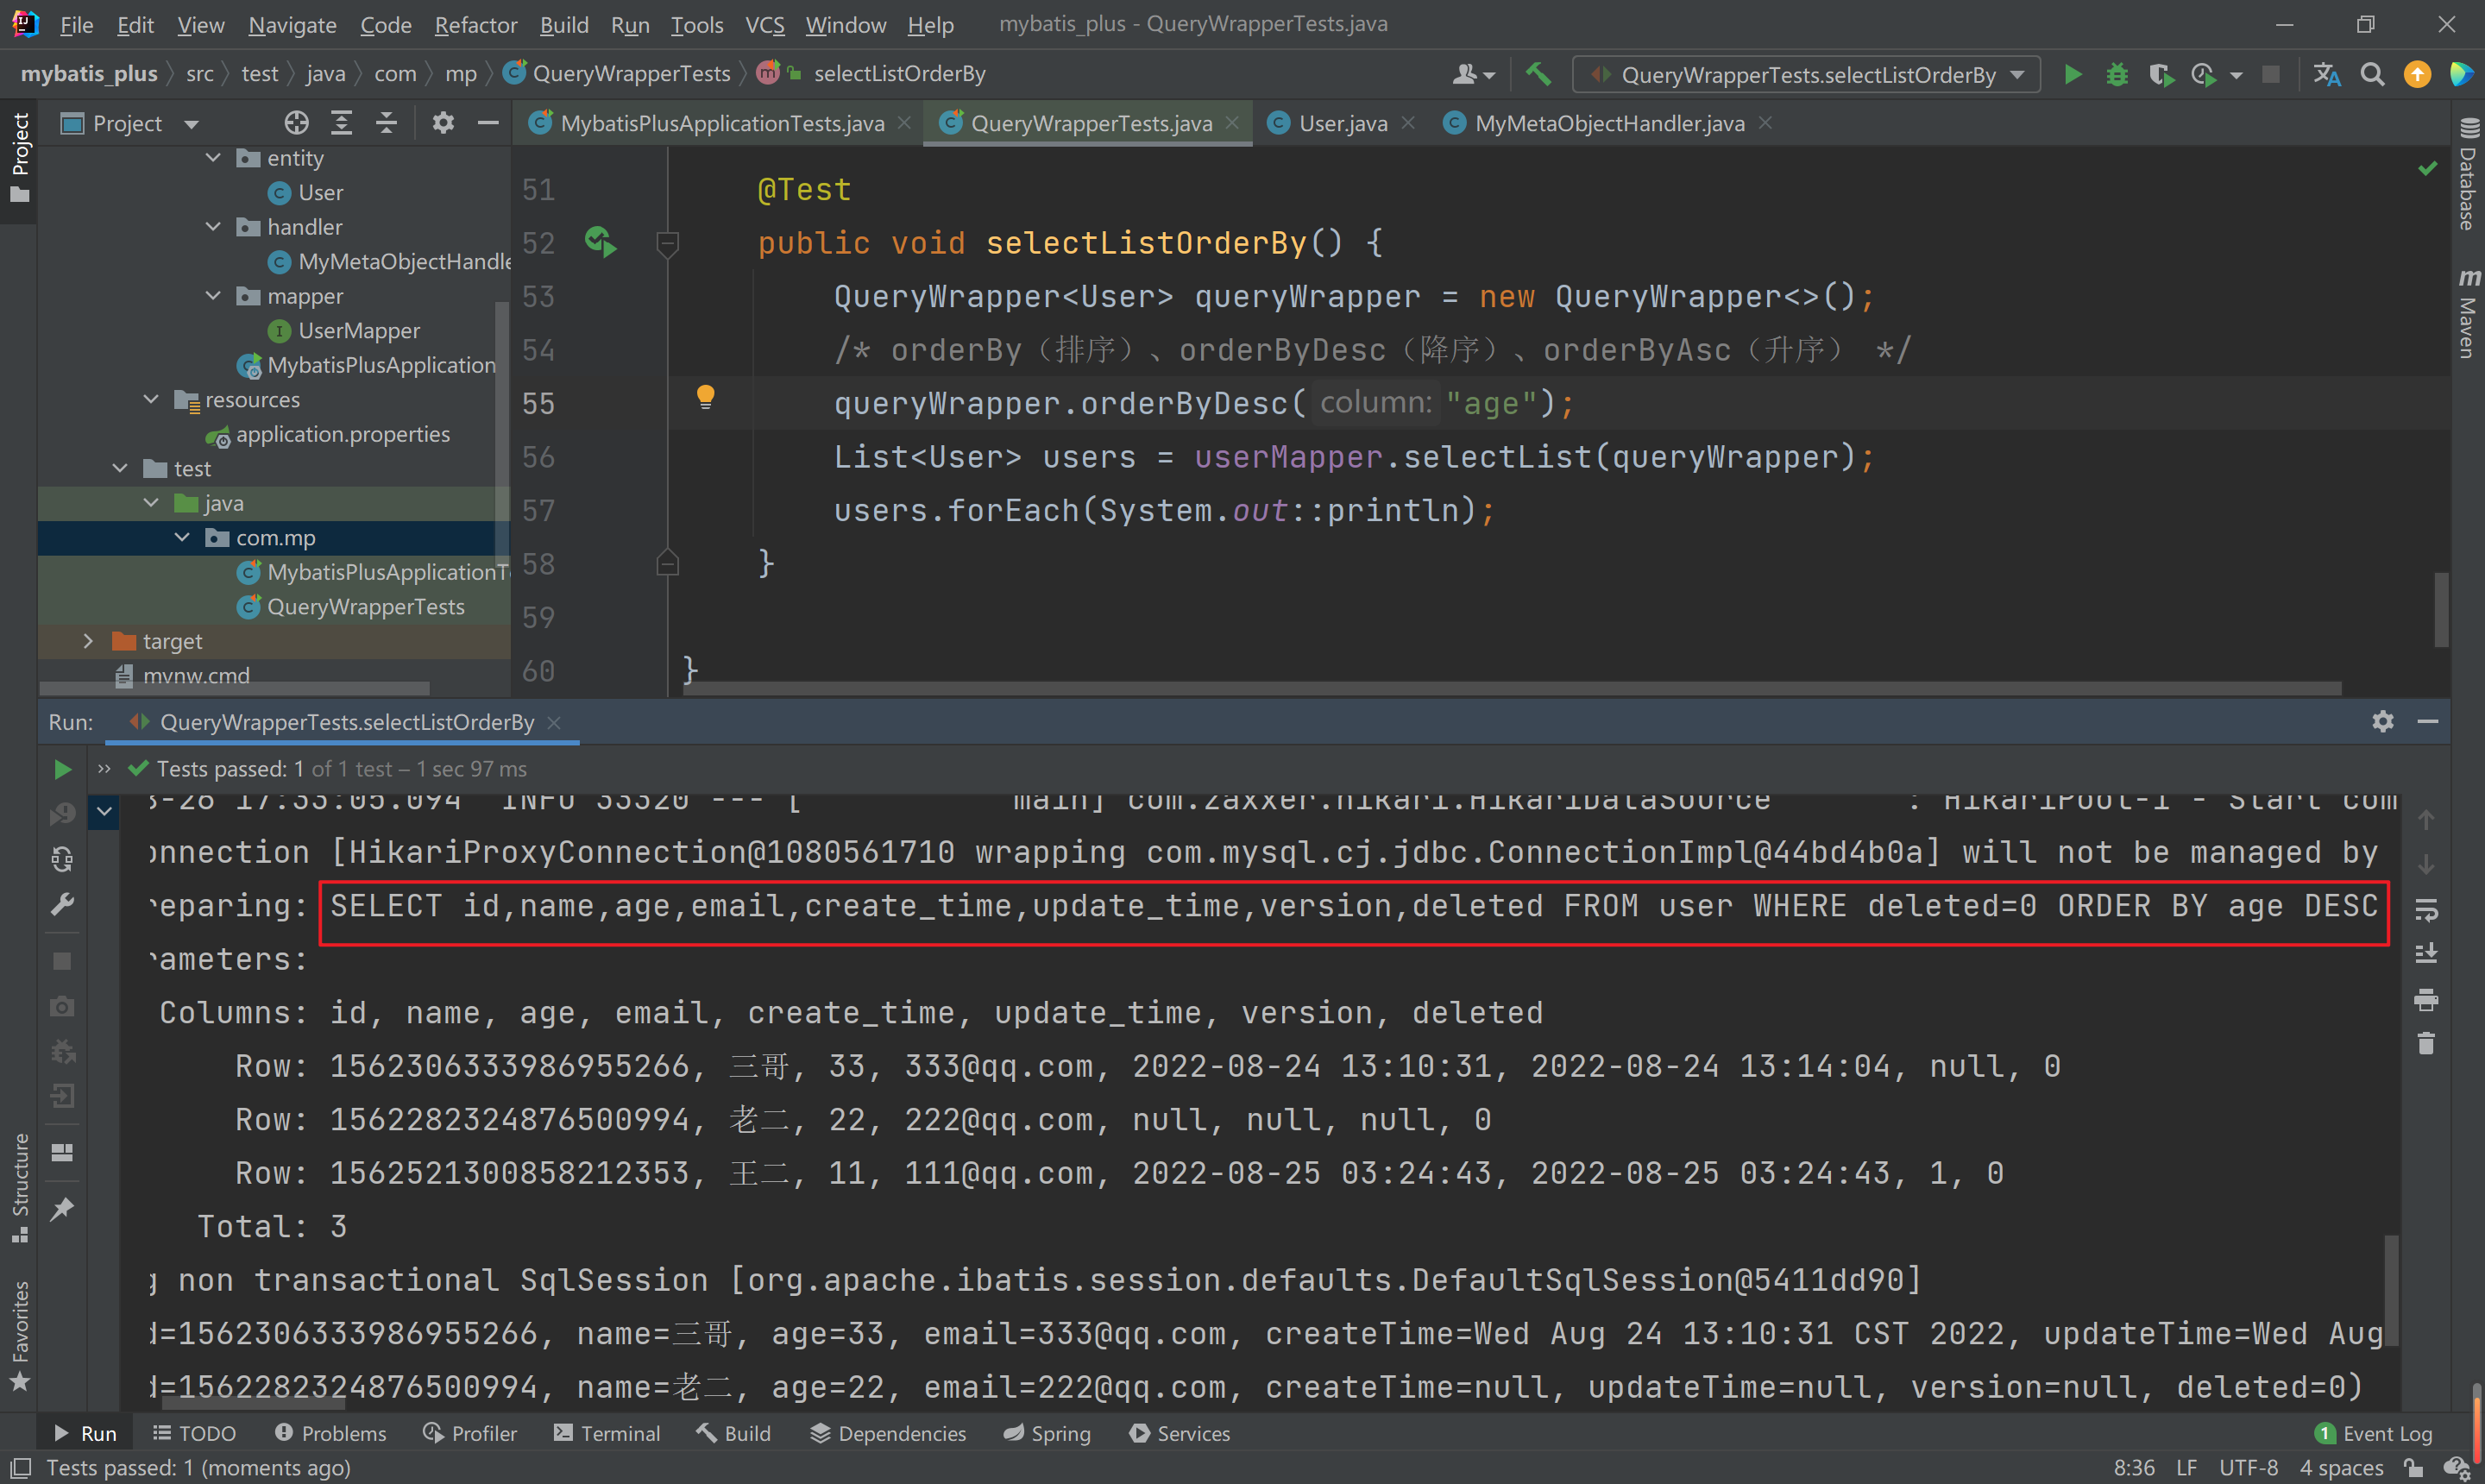 File Edit View Navigate Code Refactor Build Run Tools VCS Window Help mybatis_plus - QueryWrapperTests.java
mybatis_plus src test java com mp QueryWrapperTests selectListOrderBy QueryWrapperTests.selectListOrderBy
Project
Project
MybatisPlusApplicationTests.java QueryWrapperTests.java User.java MyMetaObjectHandler.java
Database
Maven
entity
User
handler
MyMetaObjectHandle
mapper
UserMapper
MybatisPlusApplication
resources
application.properties
test
java
com.mp
MybatisPlusApplicationT
QueryWrapperTests
target
mvnw.cmd
51 @Test
52 public void selectListOrderBy() {
53 QueryWrapper<User> queryWrapper = new QueryWrapper<>();
54 /* orderBy（排序）、orderByDesc（降序）、orderByAsc（升序） */
55 queryWrapper.orderByDesc( column: "age");
56 List<User> users = userMapper.selectList(queryWrapper);
57 users.forEach(System.out::println);
58 }
59
60 }
Run: QueryWrapperTests.selectListOrderBy
Tests passed: 1 of 1 test – 1 sec 97 ms
-26 17:33:05.094 INFO 33320 --- [ main] com.zaxxer.hikari.HikariDataSource : HikariPool-1 - Start com
onnection [HikariProxyConnection@1080561710 wrapping com.mysql.cj.jdbc.ConnectionImpl@44bd4b0a] will not be managed by
reparing: SELECT id,name,age,email,create_time,update_time,version,deleted FROM user WHERE deleted=0 ORDER BY age DESC
rameters:
Columns: id, name, age, email, create_time, update_time, version, deleted
Row: 1562306333986955266, 三哥, 33, 333@qq.com, 2022-08-24 13:10:31, 2022-08-24 13:14:04, null, 0
Row: 1562282324876500994, 老二, 22, 222@qq.com, null, null, null, 0
Row: 1562521300858212353, 王二, 11, 111@qq.com, 2022-08-25 03:24:43, 2022-08-25 03:24:43, 1, 0
Total: 3
g non transactional SqlSession [org.apache.ibatis.session.defaults.DefaultSqlSession@5411dd90]
d=1562306333986955266, name=三哥, age=33, email=333@qq.com, createTime=Wed Aug 24 13:10:31 CST 2022, updateTime=Wed Aug
d=1562282324876500994, name=老二, age=22, email=222@qq.com, createTime=null, updateTime=null, version=null, deleted=0)
Structure
Favorites
Run TODO Problems Profiler Terminal Build Dependencies Spring Services 1 Event Log
Tests passed: 1 (moments ago) 8:36 LF UTF-8 4 spaces